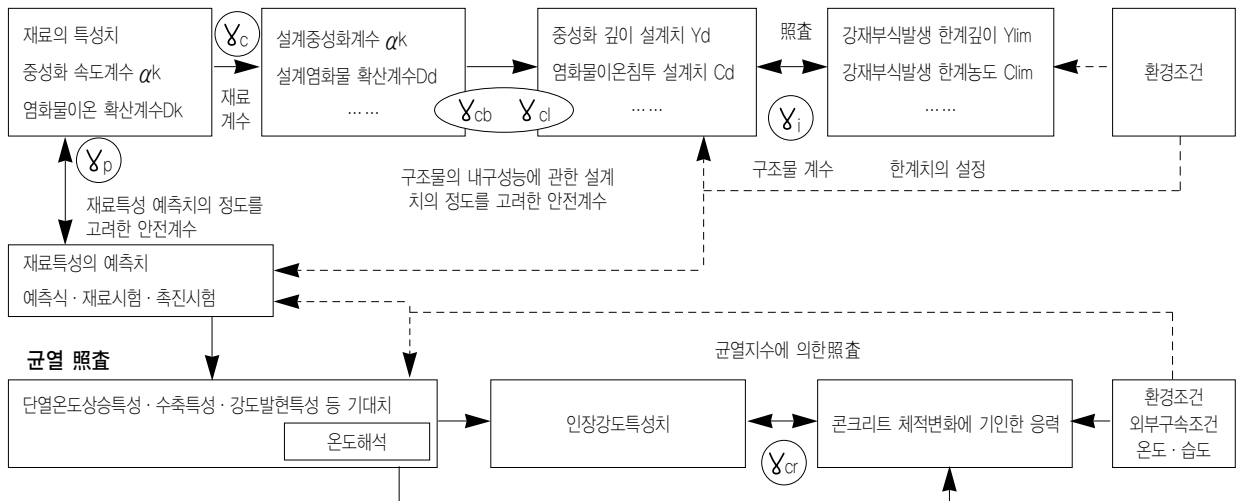 재료의 특성치
중성화 속도계수 αk
염화물이온 확산계수Dk
γc
재료
계수
설계중성화계수 αk
설계염화물 확산계수Dd
……
γcb γcl
중성화 깊이 설계치 Yd
염화물이온침투 설계치 Cd
……
照査
γi
강재부식발생 한계깊이 Ylim
강재부식발생 한계농도 Clim
……
환경조건
γp
재료특성 예측치의 정도를
고려한 안전계수
구조물의 내구성능에 관한 설계
치의 정도를 고려한 안전계수
구조물 계수
한계치의 설정
재료특성의 예측치
예측식·재료시험·촉진시험
균열 照査
균열지수에 의한照査
단열온도상승특성·수축특성·강도발현특성 등 기대치
온도해석
인장강도특성치
γcr
콘크리트 체적변화에 기인한 응력
환경조건
외부구속조건
온도·습도